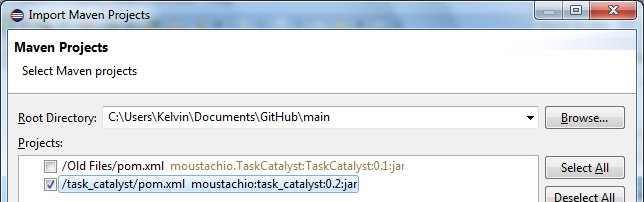 Import Maven Projects
Maven Projects
Select Maven projects
Root Directory: C:\Users\Kelvin\Documents\GitHub\main Browse...
Projects:
/Old Files/pom.xml moustachio.TaskCatalyst:TaskCatalyst:0.1:jar Select All
/task_catalyst/pom.xml moustachio:task_catalyst:0.2:jar
Deselect All